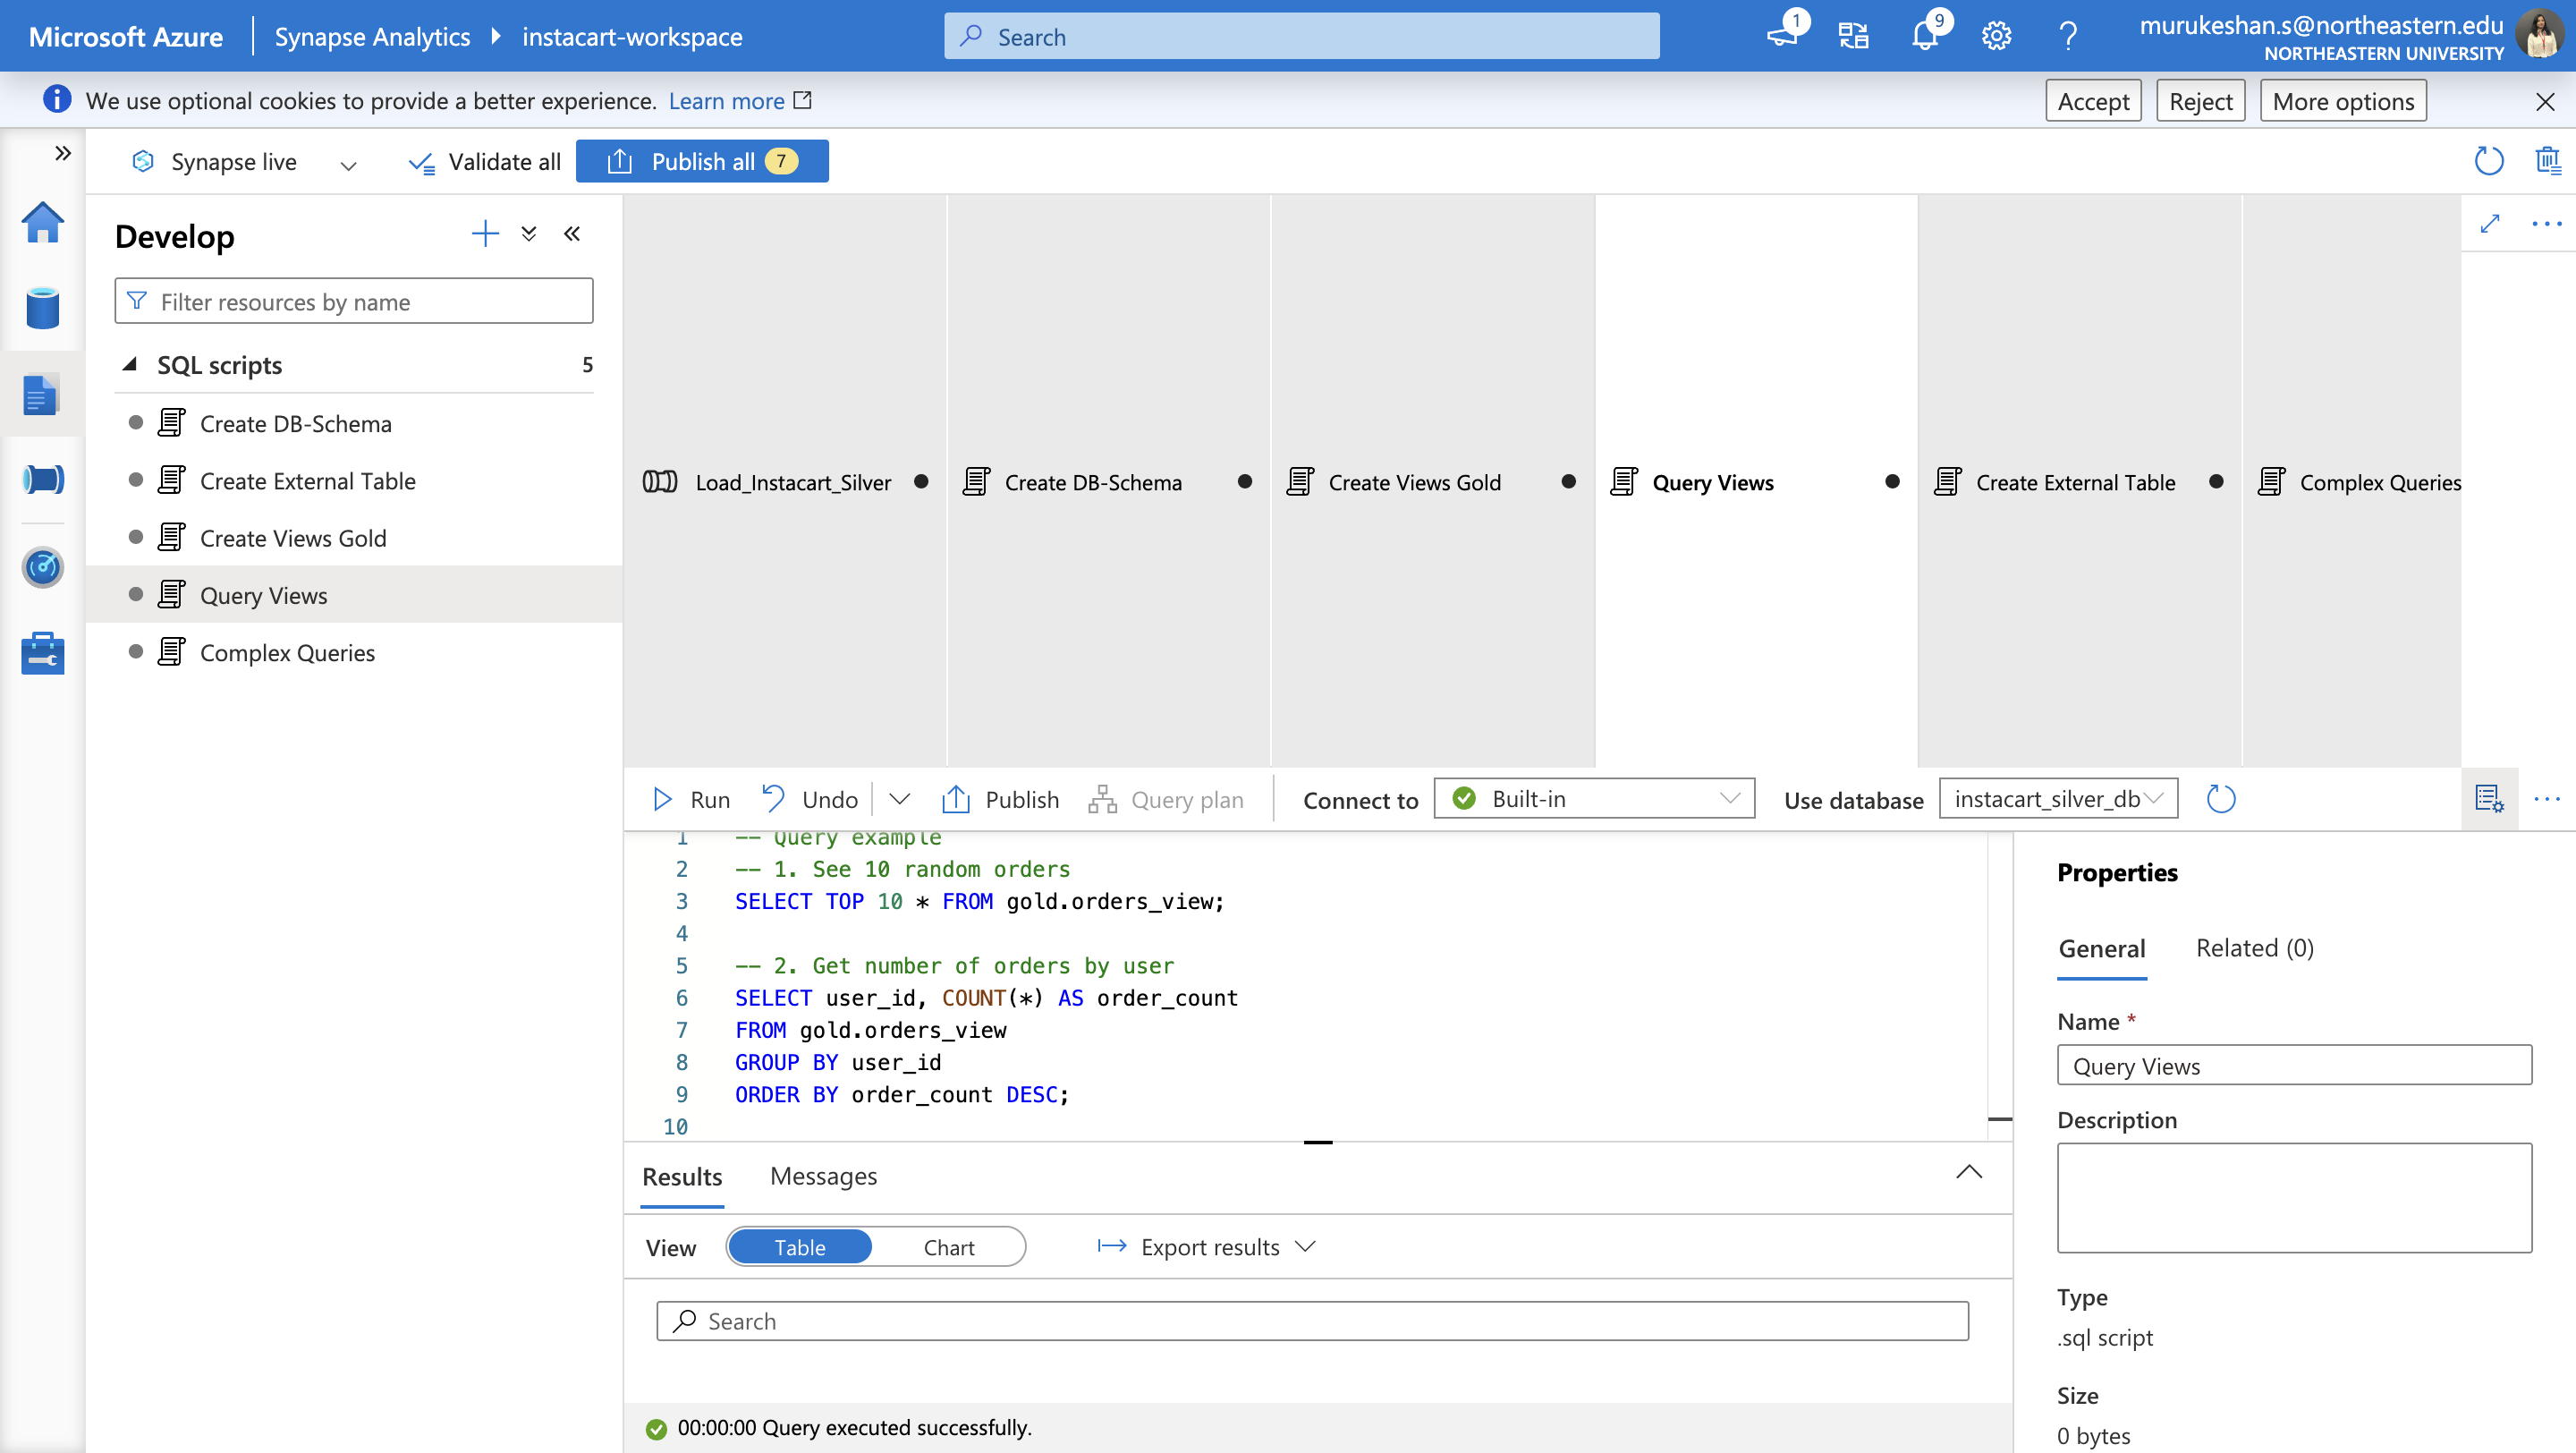 Microsoft Azure
Synapse Analytics
instacart-workspace
Search
1
9
murukeshan.s@northeastern.edu
NORTHEASTERN UNIVERSITY
We use optional cookies to provide a better experience. Learn more
Accept
Reject
More options
Synapse live
Validate all
Publish all 7
Develop
Filter resources by name
SQL scripts 5
Create DB-Schema
Create External Table
Create Views Gold
Query Views
Complex Queries
Load_Instacart_Silver
Create DB-Schema
Create Views Gold
Query Views
Create External Table
Complex Queries
Run
Undo
Publish
Query plan
Connect to
Built-in
Use database
instacart_silver_db
1 -- Query example
2 -- 1. See 10 random orders
3 SELECT TOP 10 * FROM gold.orders_view;
4
5 -- 2. Get number of orders by user
6 SELECT user_id, COUNT(*) AS order_count
7 FROM gold.orders_view
8 GROUP BY user_id
9 ORDER BY order_count DESC;
10
Results
Messages
View
Table
Chart
Export results
Search
00:00:00 Query executed successfully.
Properties
General
Related (0)
Name *
Query Views
Description
Type
.sql script
Size
0 bytes